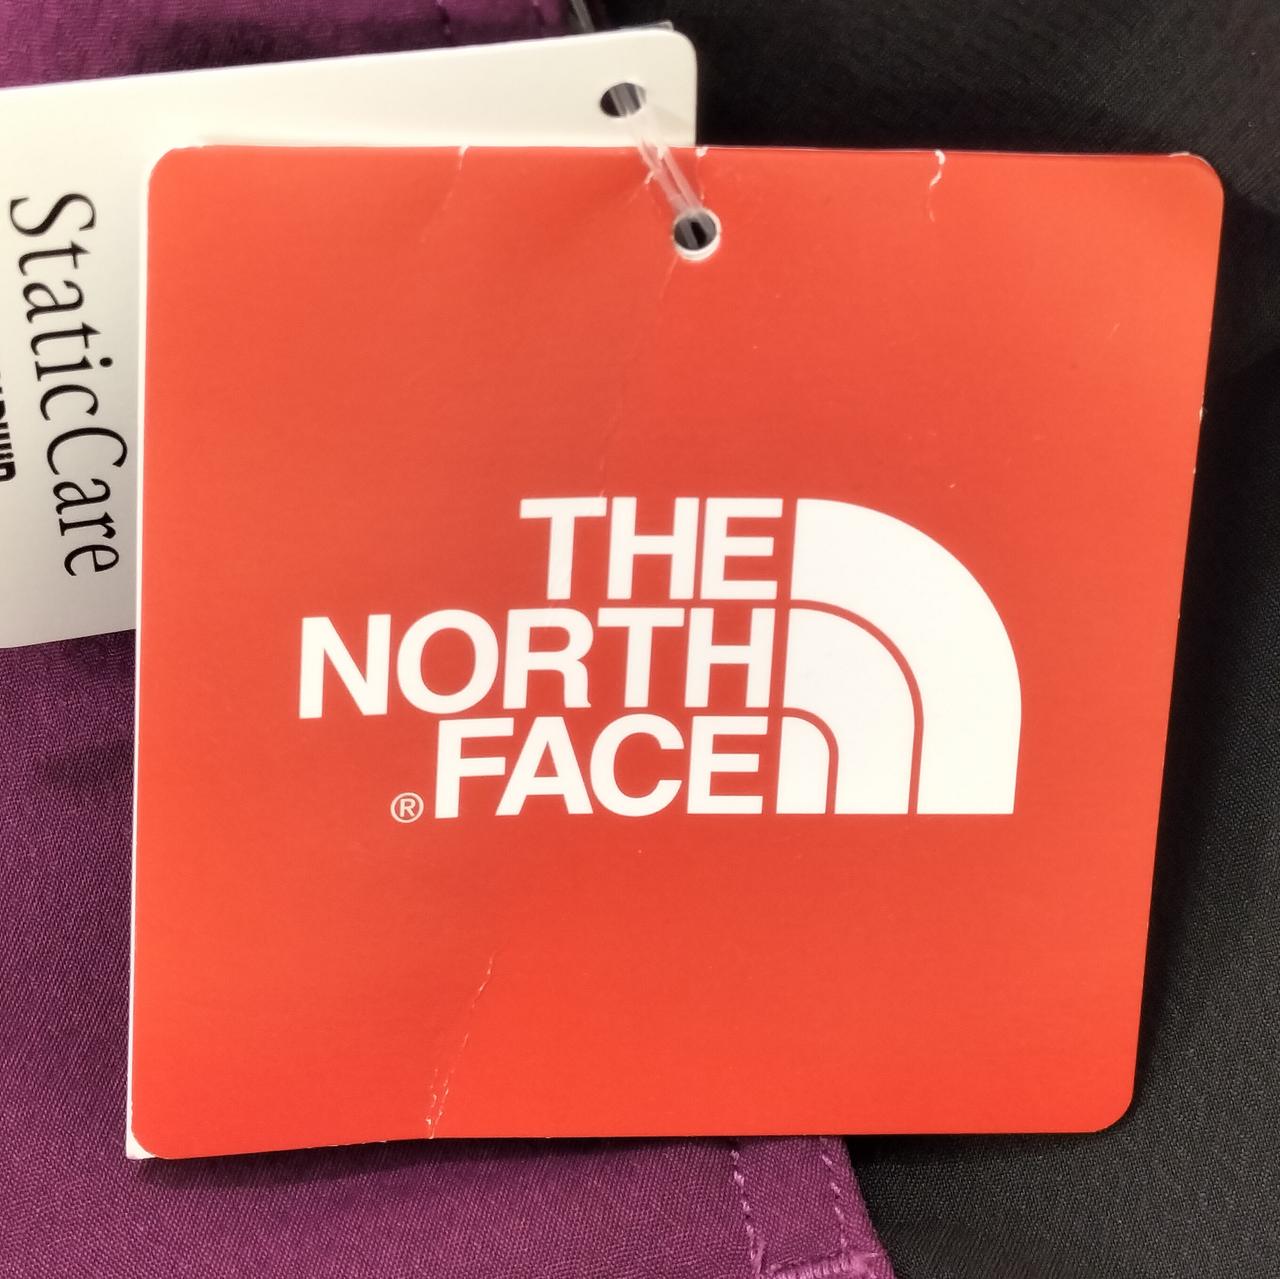 StaticCare
THE
NORTH
FACE
®